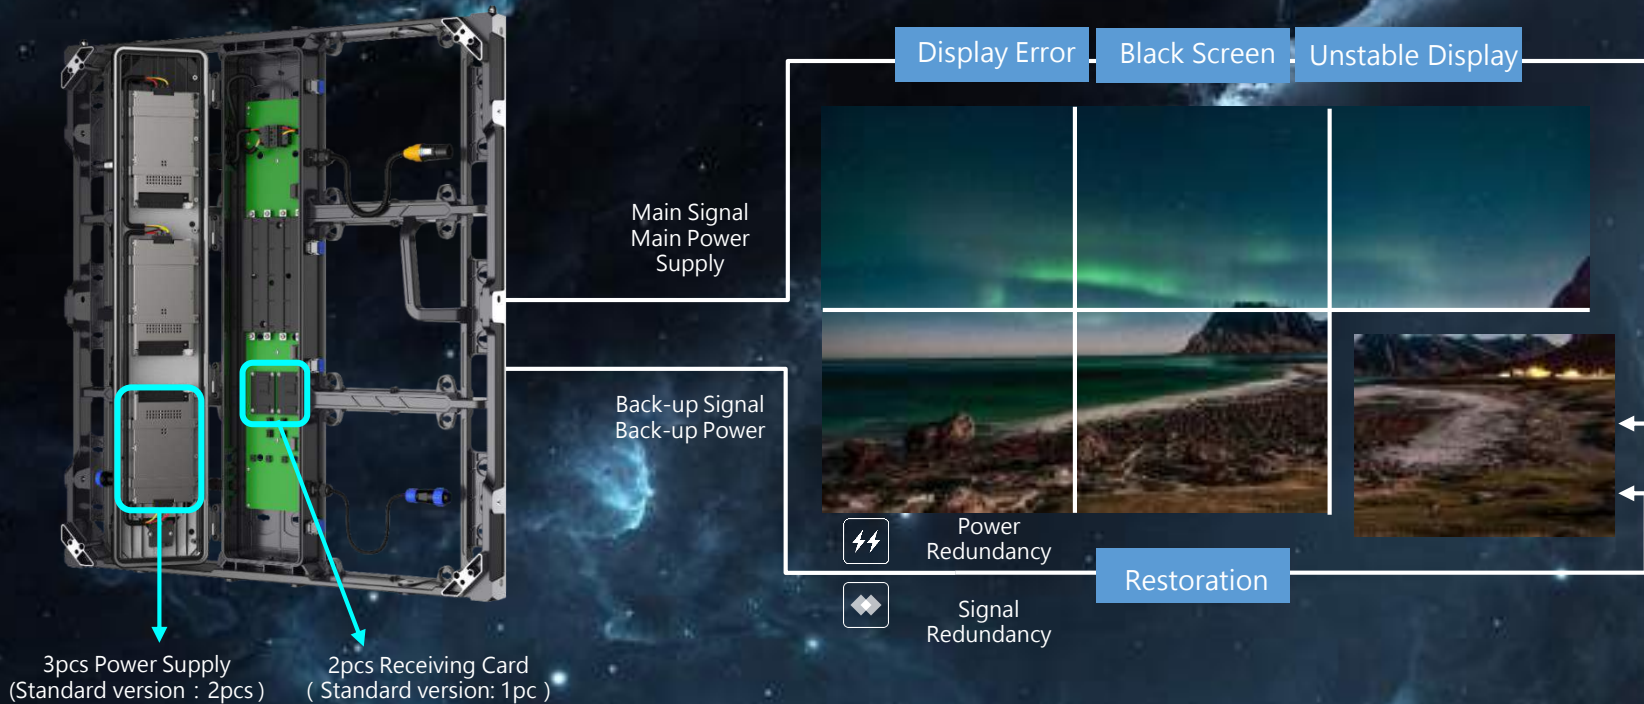 Display Error
Black Screen
Unstable Display
Main Signal
Main Power
Supply
Back-up Signal
Back-up Power
Power
Redundancy
Restoration
Signal
Redundancy
3pcs Power Supply
(Standard version：2pcs)
2pcs Receiving Card
( Standard version: 1pc )